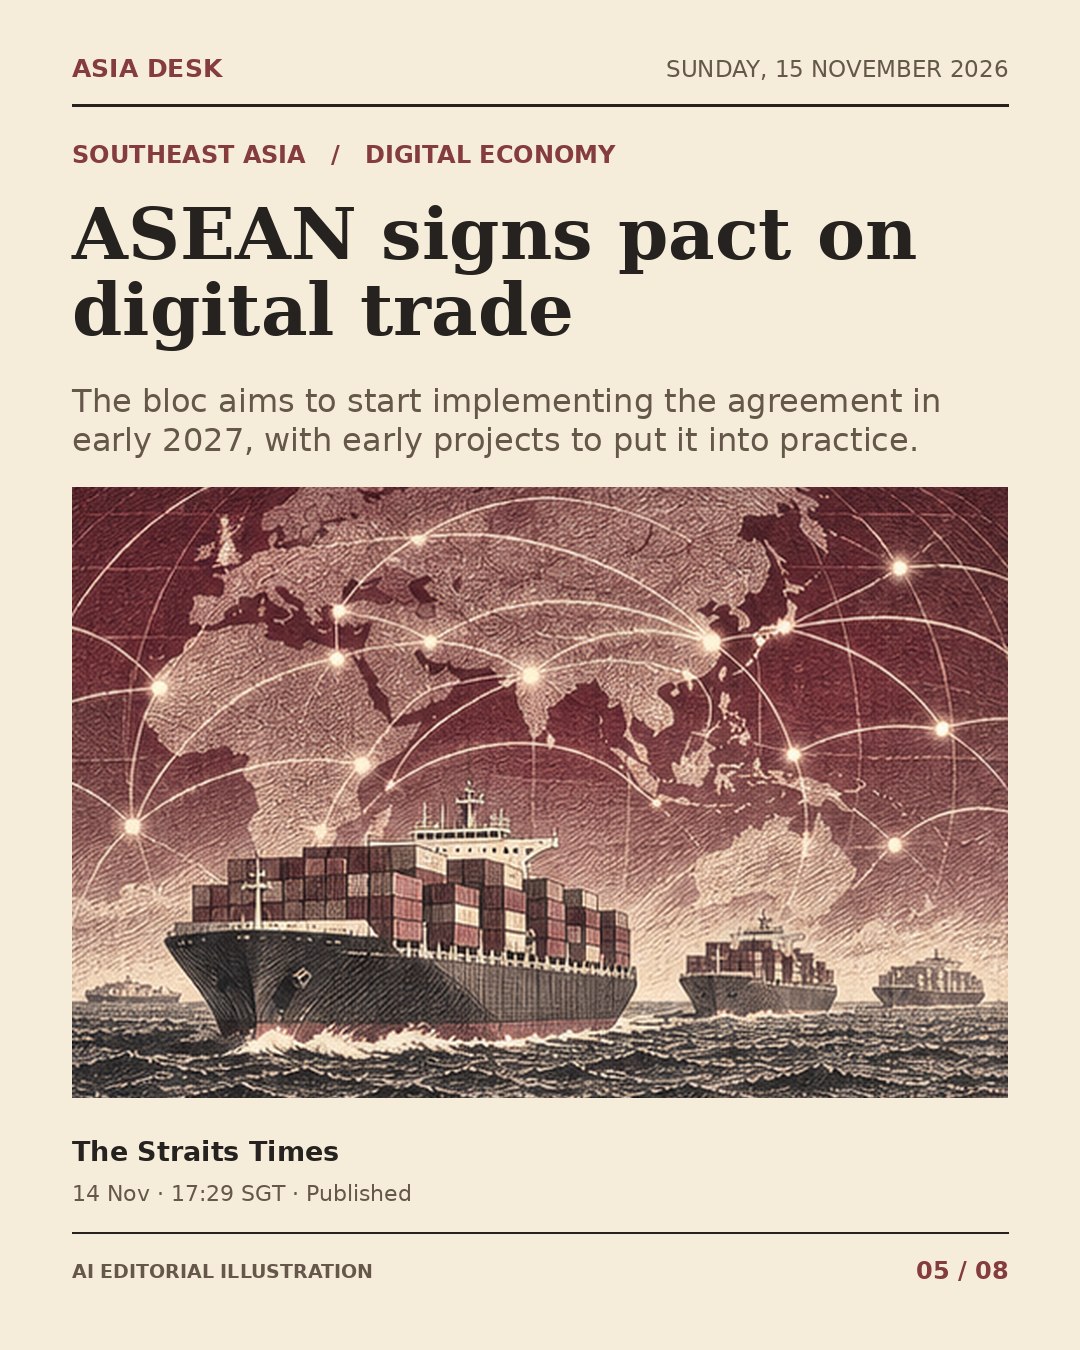 ASIA DESK
SUNDAY, 15 NOVEMBER 2026
SOUTHEAST ASIA / DIGITAL ECONOMY
ASEAN signs pact on
digital trade
The bloc aims to start implementing the agreement in
early 2027, with early projects to put it into practice.
The Straits Times
14 Nov · 17:29 SGT · Published
AI EDITORIAL ILLUSTRATION
05 / 08